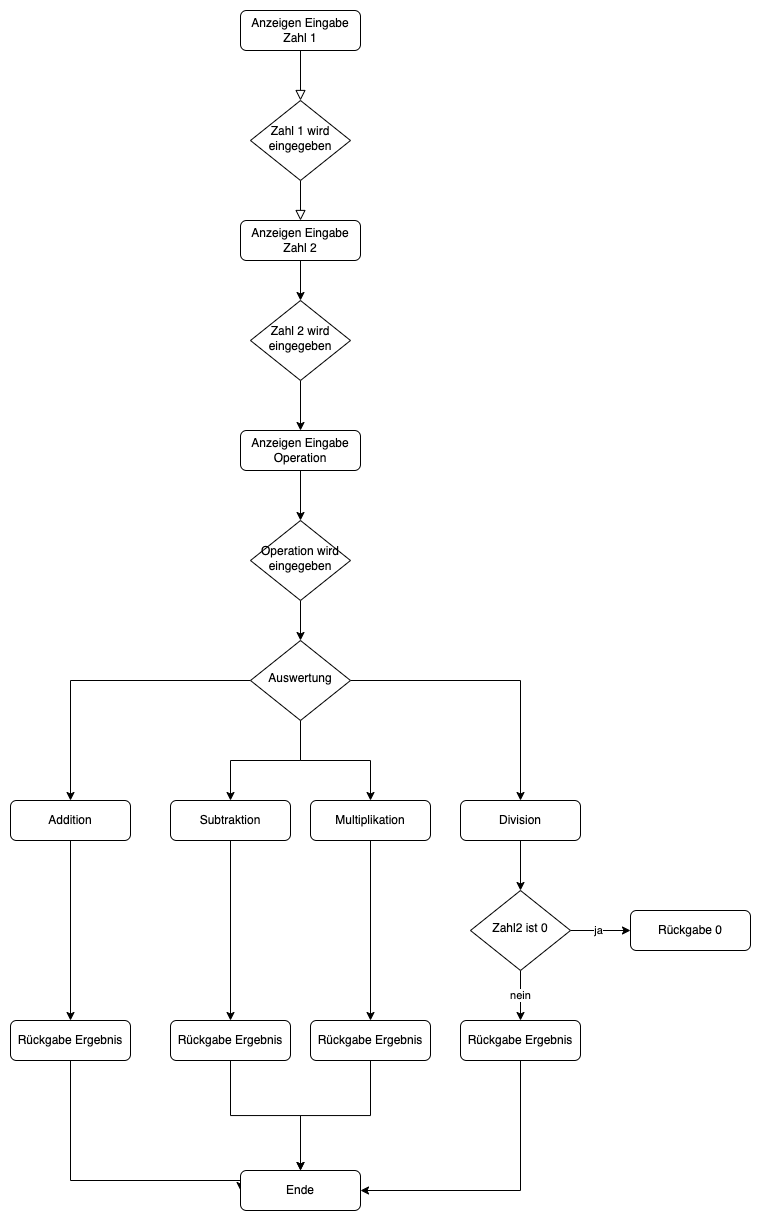 Anzeigen Eingabe
Zahl 1
Zahl 1 wird
eingegeben
Anzeigen Eingabe
Zahl 2
Zahl 2 wird
eingegeben
Anzeigen Eingabe
Operation
Operation wird
eingegeben
Auswertung
Addition
Subtraktion
Multiplikation
Division
Zahl2 ist 0
ja
Rückgabe 0
nein
Rückgabe Ergebnis
Rückgabe Ergebnis
Rückgabe Ergebnis
Rückgabe Ergebnis
Ende